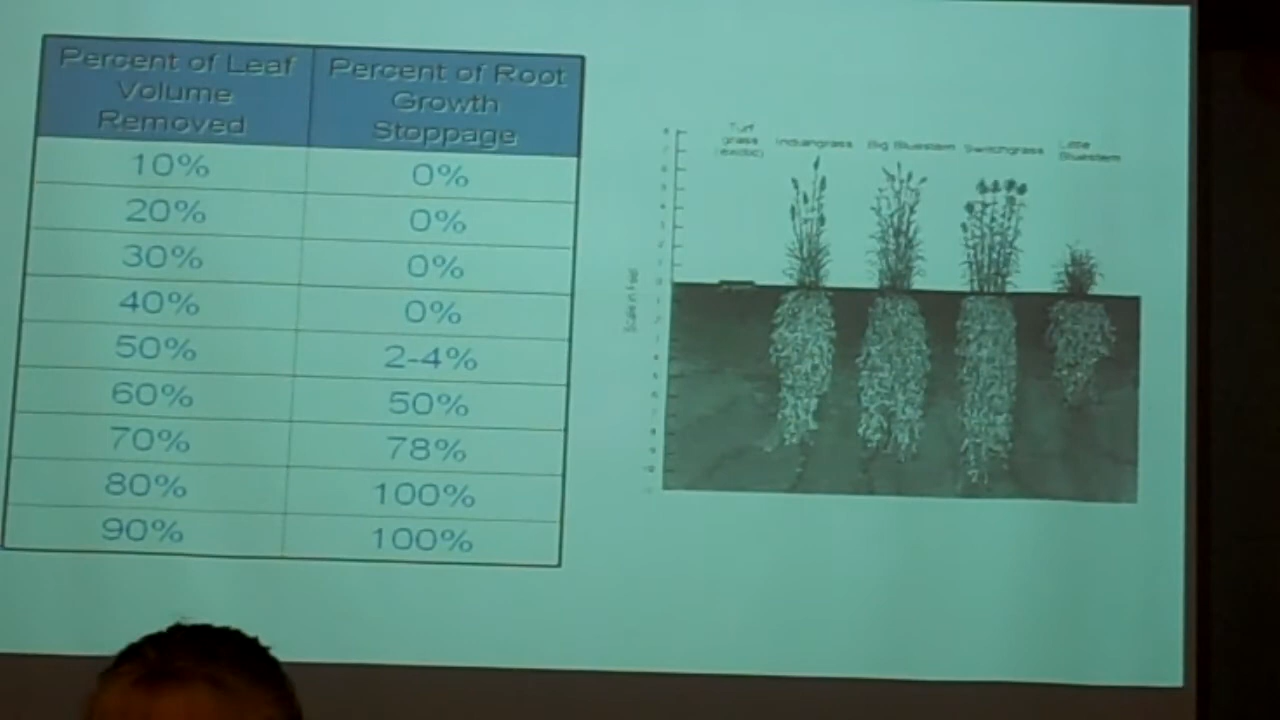 Percent of Leaf
Volume
Removed
Percent of Root
Growth
Stoppage
10%
0%
20%
0%
30%
0%
40%
0%
50%
2-4%
60%
50%
70%
78%
80%
100%
90%
100%
Turf
grass
(exotic)
Indiangrass
Big Bluestem
Switchgrass
Little
Bluestem